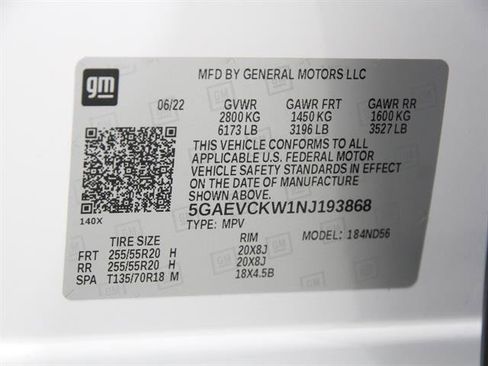 gm
MFD BY GENERAL MOTORS LLC
06/22 GVWR GAWR FRT GAWR RR
2800 KG 1450 KG 1600 KG
6173 LB 3196 LB 3527 LB
THIS VEHICLE CONFORMS TO ALL
APPLICABLE U.S. FEDERAL MOTOR
VEHICLE SAFETY STANDARDS IN EFFECT
ON THE DATE OF MANUFACTURE
SHOWN ABOVE.
5GAEVCKW1NJ193868
140X
TYPE: MPV MODEL: 184ND56
TIRE SIZE RIM
FRT 255/55R20 H 20X8J
RR 255/55R20 H 20X8J
SPA T135/70R18 M 18X4.5B